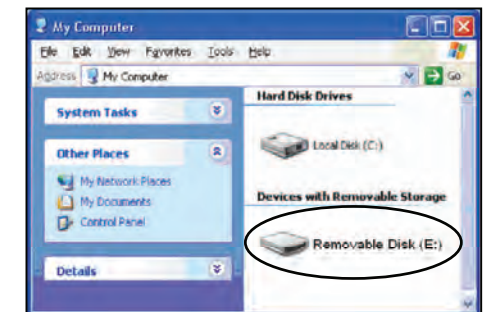 My Computer
File Edit View Favorites Tools Help
Address My Computer Go
System Tasks
Other Places
My Network Places
My Documents
Control Panel
Details
Hard Disk Drives
Local Disk (C:)
Devices with Removable Storage
Removable Disk (E:)